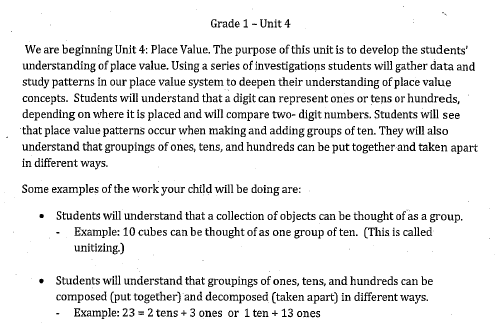 Grade 1 – Unit 4
We are beginning Unit 4: Place Value. The purpose of this unit is to develop the students'
understanding of place value. Using a series of investigations students will gather data and
study patterns in our place value system to deepen their understanding of place value
concepts. Students will understand that a digit can represent ones or tens or hundreds,
depending on where it is placed and will compare two- digit numbers. Students will see
that place value patterns occur when making and adding groups of ten. They will also
understand that groupings of ones, tens, and hundreds can be put together and taken apart
in different ways.
Some examples of the work your child will be doing are:
• Students will understand that a collection of objects can be thought of as a group.
- Example: 10 cubes can be thought of as one group of ten. (This is called
unitizing.)
• Students will understand that groupings of ones, tens, and hundreds can be
composed (put together) and decomposed (taken apart) in different ways.
- Example: 23 = 2 tens + 3 ones or 1 ten + 13 ones